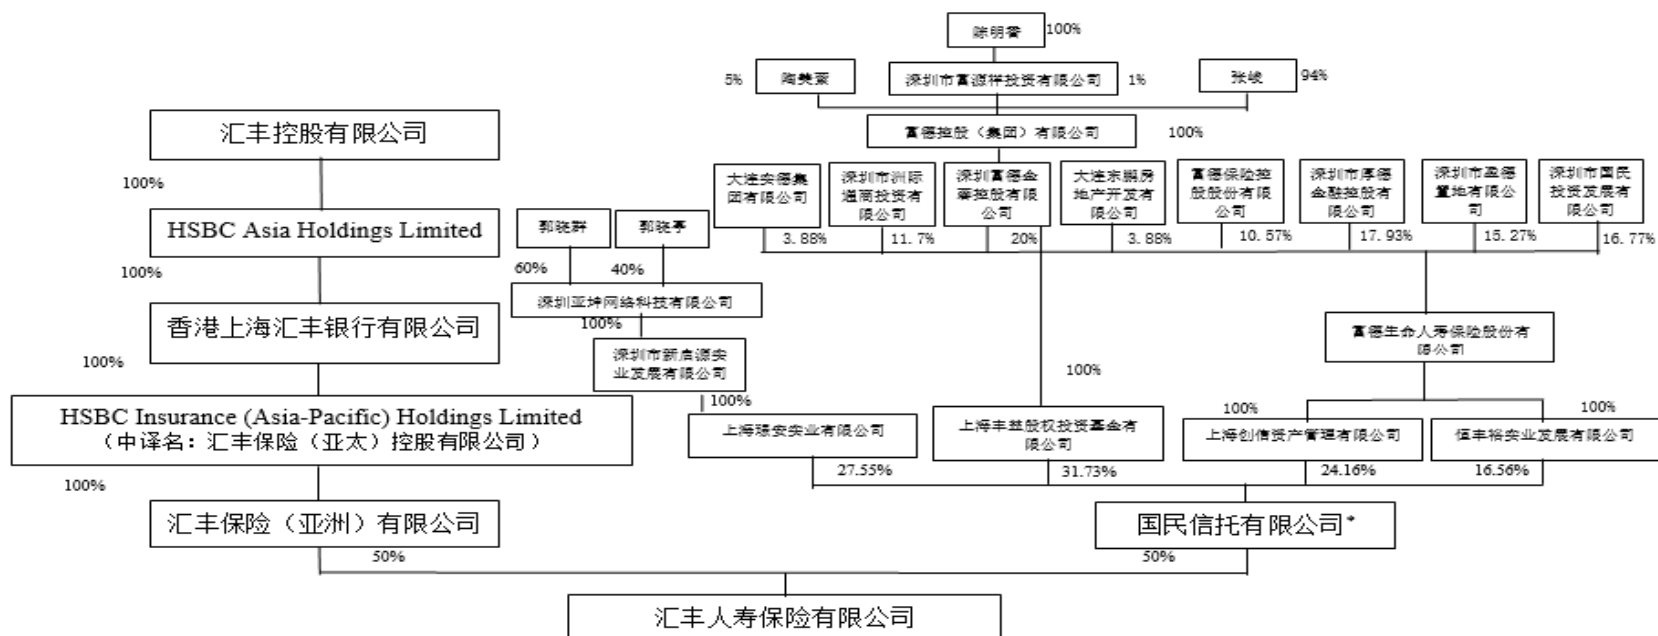 陈明香
100%
5%
陶美萦
深圳市富源祥投资有限公司
1%
张峻
94%
汇丰控股有限公司
富德控股（集团）有限公司
100%
100%
大连实德集
团有限公司
深圳市洲际
通商投资有
限公司
深圳富德金
蓉控股有限
公司
大连东鹏房
地产开发有
限公司
富德保险控
股股份有限
公司
深圳市厚德
金融控股有
限公司
深圳市盈德
置地有限公
司
深圳市国民
投资发展有
限公司
HSBC Asia Holdings Limited
郭晓群
郭晓亭
3.88%
11.7%
20%
3.88%
10.57%
17.93%
15.27%
16.77%
100%
60%
40%
深圳亚坤网络科技有限公司
香港上海汇丰银行有限公司
100%
富德生命人寿保险股份有
限公司
100%
深圳市新启源实
业发展有限公司
100%
HSBC Insurance (Asia-Pacific) Holdings Limited
（中译名：汇丰保险（亚太）控股有限公司）
100%
上海璟安实业有限公司
上海丰益股权投资基金有
限公司
100%
上海创信资产管理有限公司
100%
恒丰裕实业发展有限公司
27.55%
31.73%
24.16%
16.56%
100%
汇丰保险（亚洲）有限公司
国民信托有限公司*
50%
50%
汇丰人寿保险有限公司